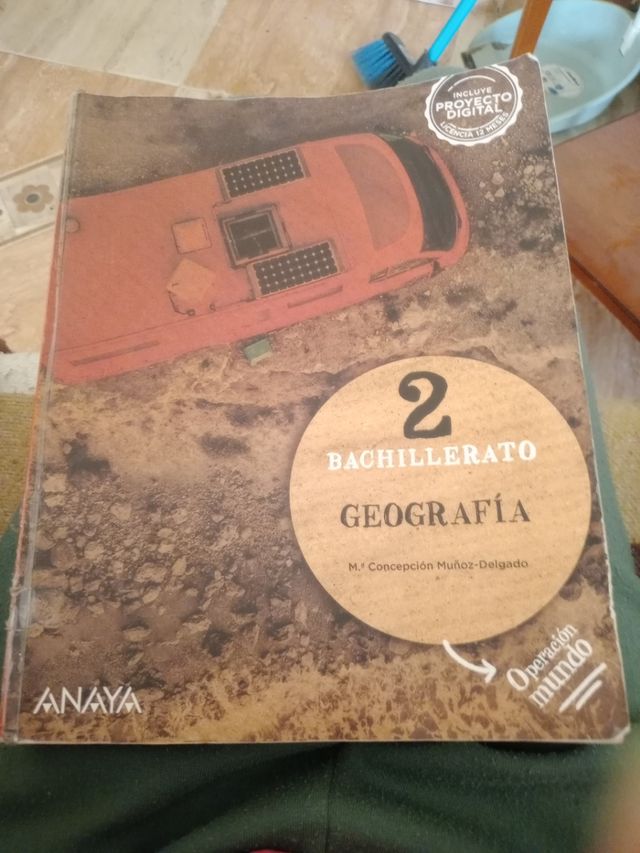 INCLUYE
PROYECTO
DIGITAL
LICENCIA 12 MESES
2
BACHILLERATO
GEOGRAFÍA
M.ª Concepción Muñoz-Delgado
Operación
mundo
ANAYA